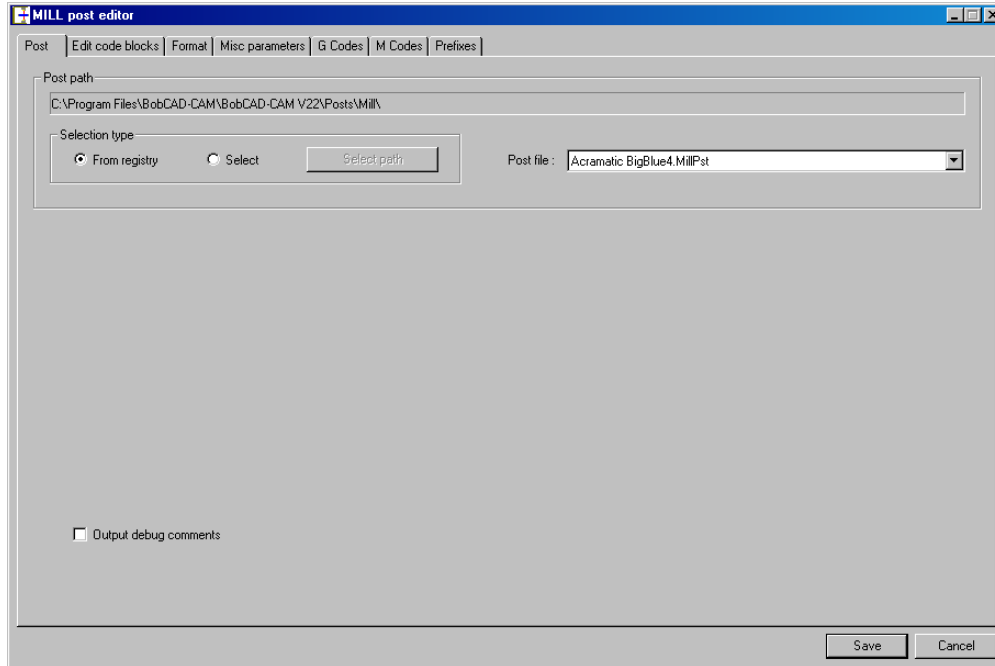 MILL post editor
Post Edit code blocks Format Misc parameters G Codes M Codes Prefixes
Post path
C:\Program Files\BobCAD-CAM\BobCAD-CAM V22\Posts\Mill\
Selection type
From registry Select Select path Post file : Acramatic BigBlue4.MillPst
Output debug comments
Save Cancel